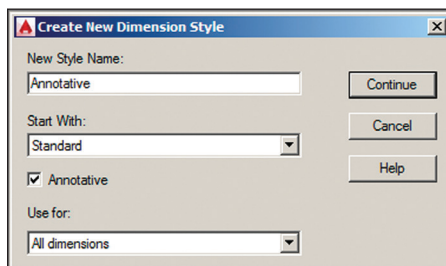 Create New Dimension Style
New Style Name:
Annotative
Continue
Start With:
Cancel
Standard
Help
Annotative
Use for:
All dimensions